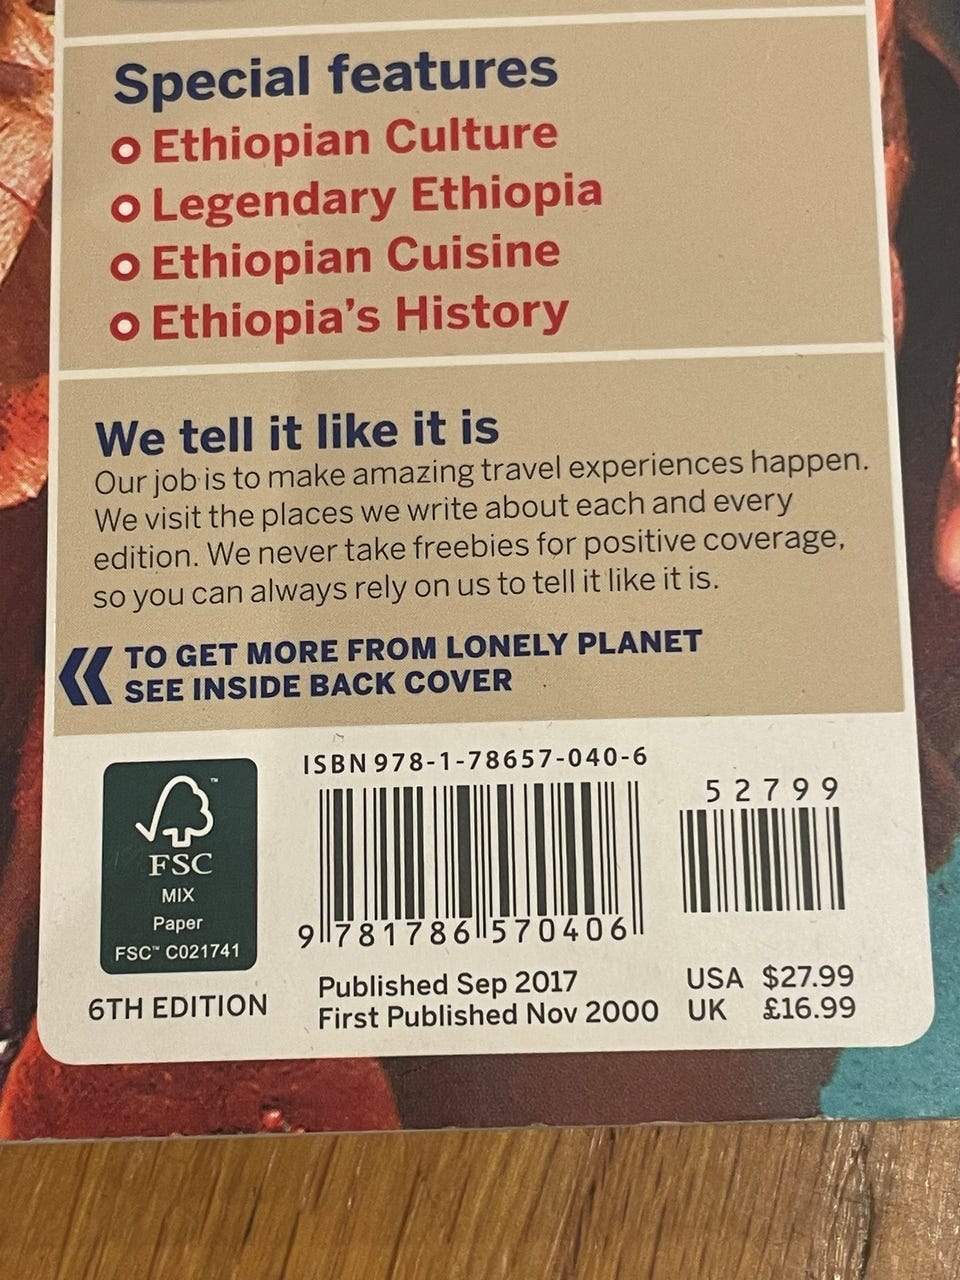 Special features
Ethiopian Culture
Legendary Ethiopia
Ethiopian Cuisine
Ethiopia's History
We tell it like it is
Our job is to make amazing travel experiences happen.
We visit the places we write about each and every
edition. We never take freebies for positive coverage,
so you can always rely on us to tell it like it is.
« TO GET MORE FROM LONELY PLANET
SEE INSIDE BACK COVER
ISBN 978-1-78657-040-6
52799
™
FSC
MIX
Paper
FSC™ C021741
9 781786 570406
6TH EDITION
Published Sep 2017
First Published Nov 2000
USA $27.99
UK £16.99